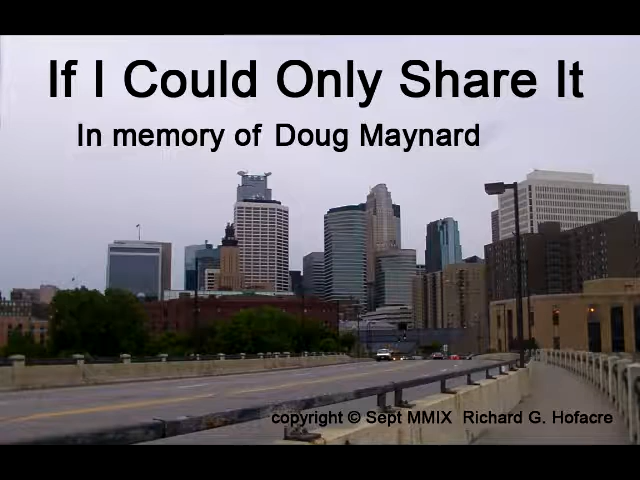 If I Could Only Share It
In memory of Doug Maynard
copyright © Sept MMIX Richard G. Hofacre